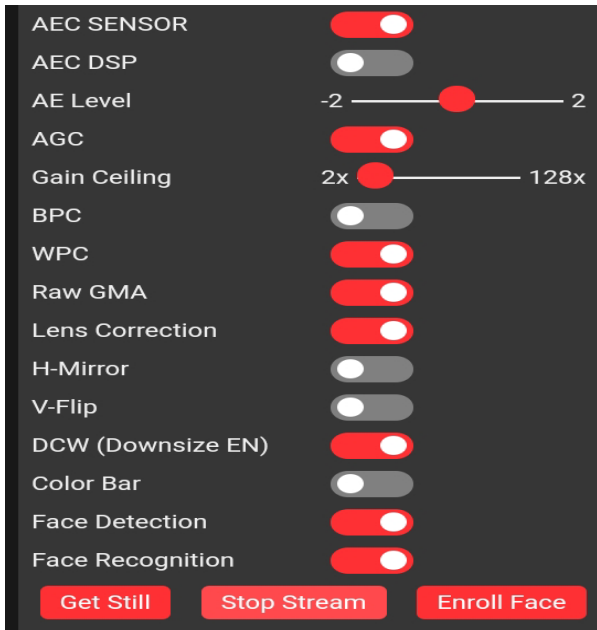 AEC SENSOR
AEC DSP
AE Level -2 2
AGC
Gain Ceiling 2x 128x
BPC
WPC
Raw GMA
Lens Correction
H-Mirror
V-Flip
DCW (Downsize EN)
Color Bar
Face Detection
Face Recognition
Get Still Stop Stream Enroll Face